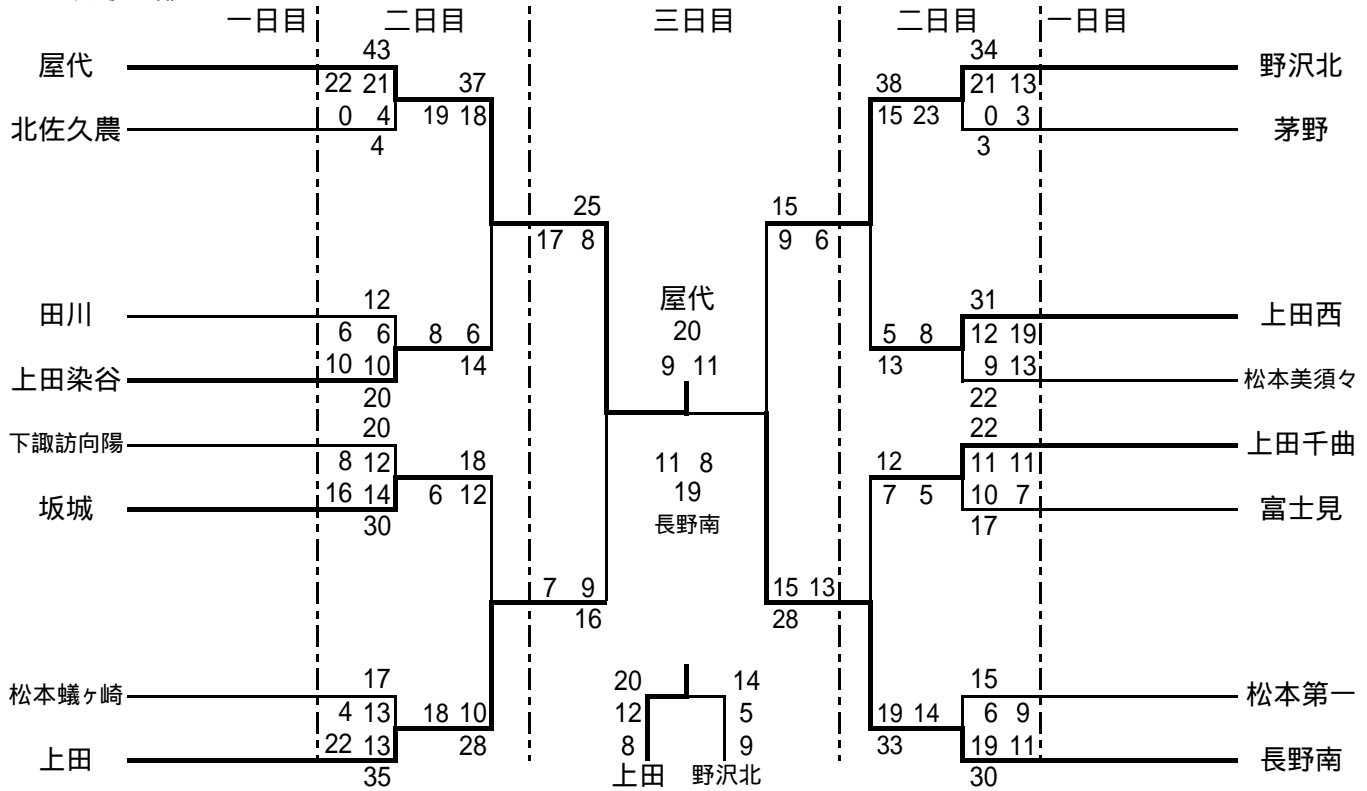 一日目 二日目 三日目 二日目 一日目
43 34
屋代 22 21 37 38 21 13 野沢北
北佐久農 0 4 19 18 15 23 0 3 茅野
4 3
25 15
17 8 9 6
屋代
12 31
田川 20 上田西
6 6 8 6 5 8 12 19
上田染谷 10 10 14 9 11 13 9 13 松本美須々
20 22
20 22
下諏訪向陽 上田千曲
8 12 18 11 8 12 11 11
坂城 16 14 6 12 19 7 5 10 7 富士見
30 長野南 17
7 9 15 13
16 28
17 15
松本蟻ヶ崎 20 14 松本第一
4 13 18 10 12 5 19 14 6 9
上田 22 13 28 8 9 33 19 11 長野南
35 上田 野沢北 30